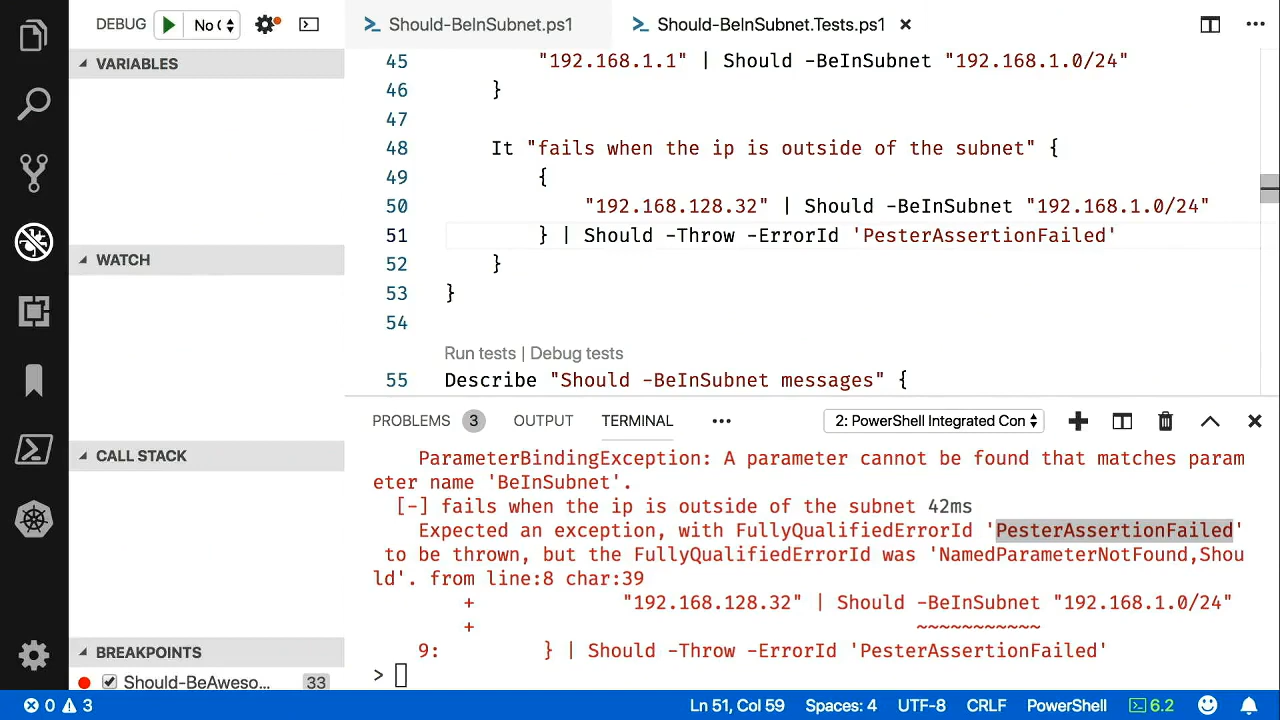 DEBUG No C
Should-BeInSubnet.ps1 Should-BeInSubnet.Tests.ps1
VARIABLES
WATCH
CALL STACK
BREAKPOINTS
Should-BeAweso... 33
45 "192.168.1.1" | Should -BeInSubnet "192.168.1.0/24"
46 }
47
48 It "fails when the ip is outside of the subnet" {
49 {
50 "192.168.128.32" | Should -BeInSubnet "192.168.1.0/24"
51 } | Should -Throw -ErrorId 'PesterAssertionFailed'
52 }
53 }
54
Run tests | Debug tests
55 Describe "Should -BeInSubnet messages" {
PROBLEMS 3 OUTPUT TERMINAL ... 2: PowerShell Integrated Con
ParameterBindingException: A parameter cannot be found that matches param
eter name 'BeInSubnet'.
[-] fails when the ip is outside of the subnet 42ms
Expected an exception, with FullyQualifiedErrorId 'PesterAssertionFailed'
to be thrown, but the FullyQualifiedErrorId was 'NamedParameterNotFound,Shou
ld'. from line:8 char:39
+ "192.168.128.32" | Should -BeInSubnet "192.168.1.0/24"
+ ~~~~~~~~~~~
9: } | Should -Throw -ErrorId 'PesterAssertionFailed'
>
0 3 Ln 51, Col 59 Spaces: 4 UTF-8 CRLF PowerShell 6.2